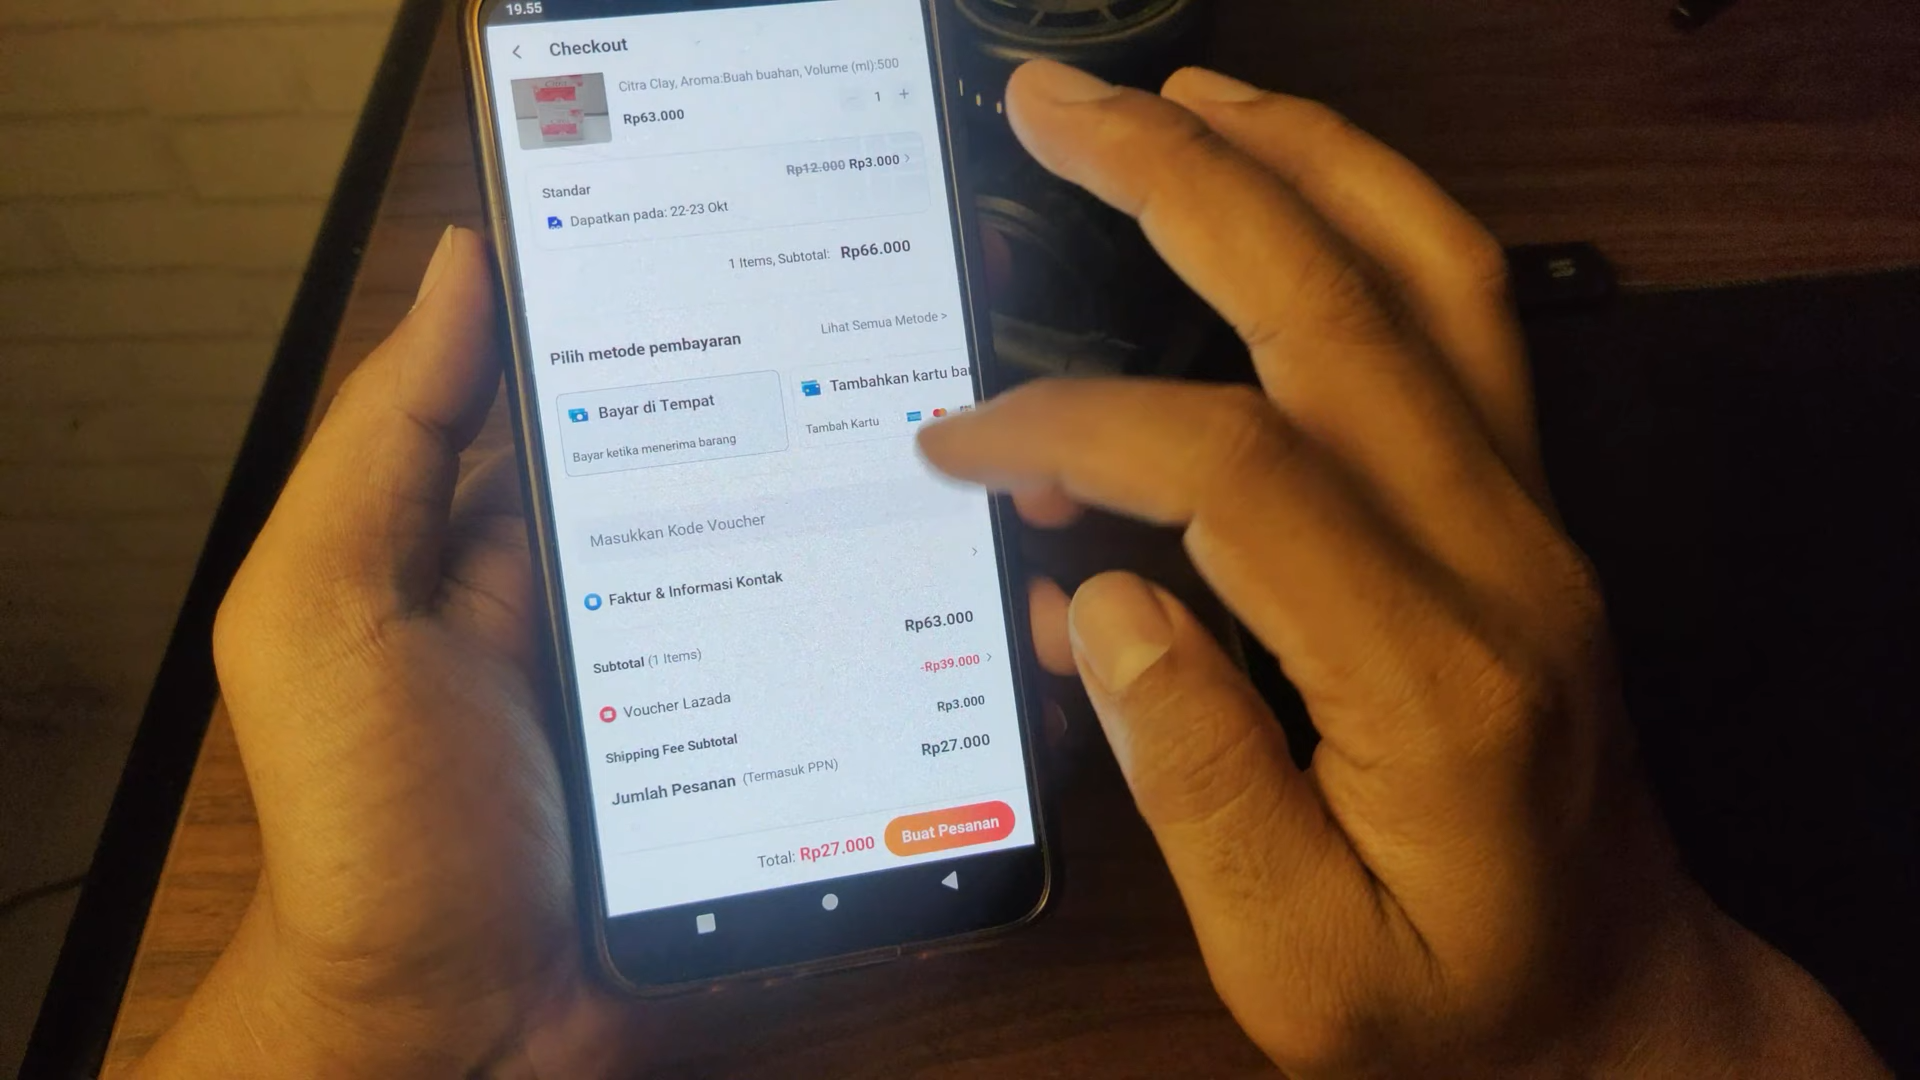 19.55
Checkout
Citra Clay, Aroma:Buah buahan, Volume (ml):500
Rp63.000
1 +
Rp12.000 Rp3.000 >
Standar
Dapatkan pada: 22-23 Okt
1 Items, Subtotal: Rp66.000
Pilih metode pembayaran
Lihat Semua Metode >
Bayar di Tempat
Bayar ketika menerima barang
Tambahkan kartu
Tambah Kartu
Masukkan Kode Voucher
Faktur & Informasi Kontak
Subtotal (1 Items) Rp63.000
Voucher Lazada -Rp39.000 >
Shipping Fee Subtotal Rp3.000
Jumlah Pesanan (Termasuk PPN) Rp27.000
Total: Rp27.000
Buat Pesanan